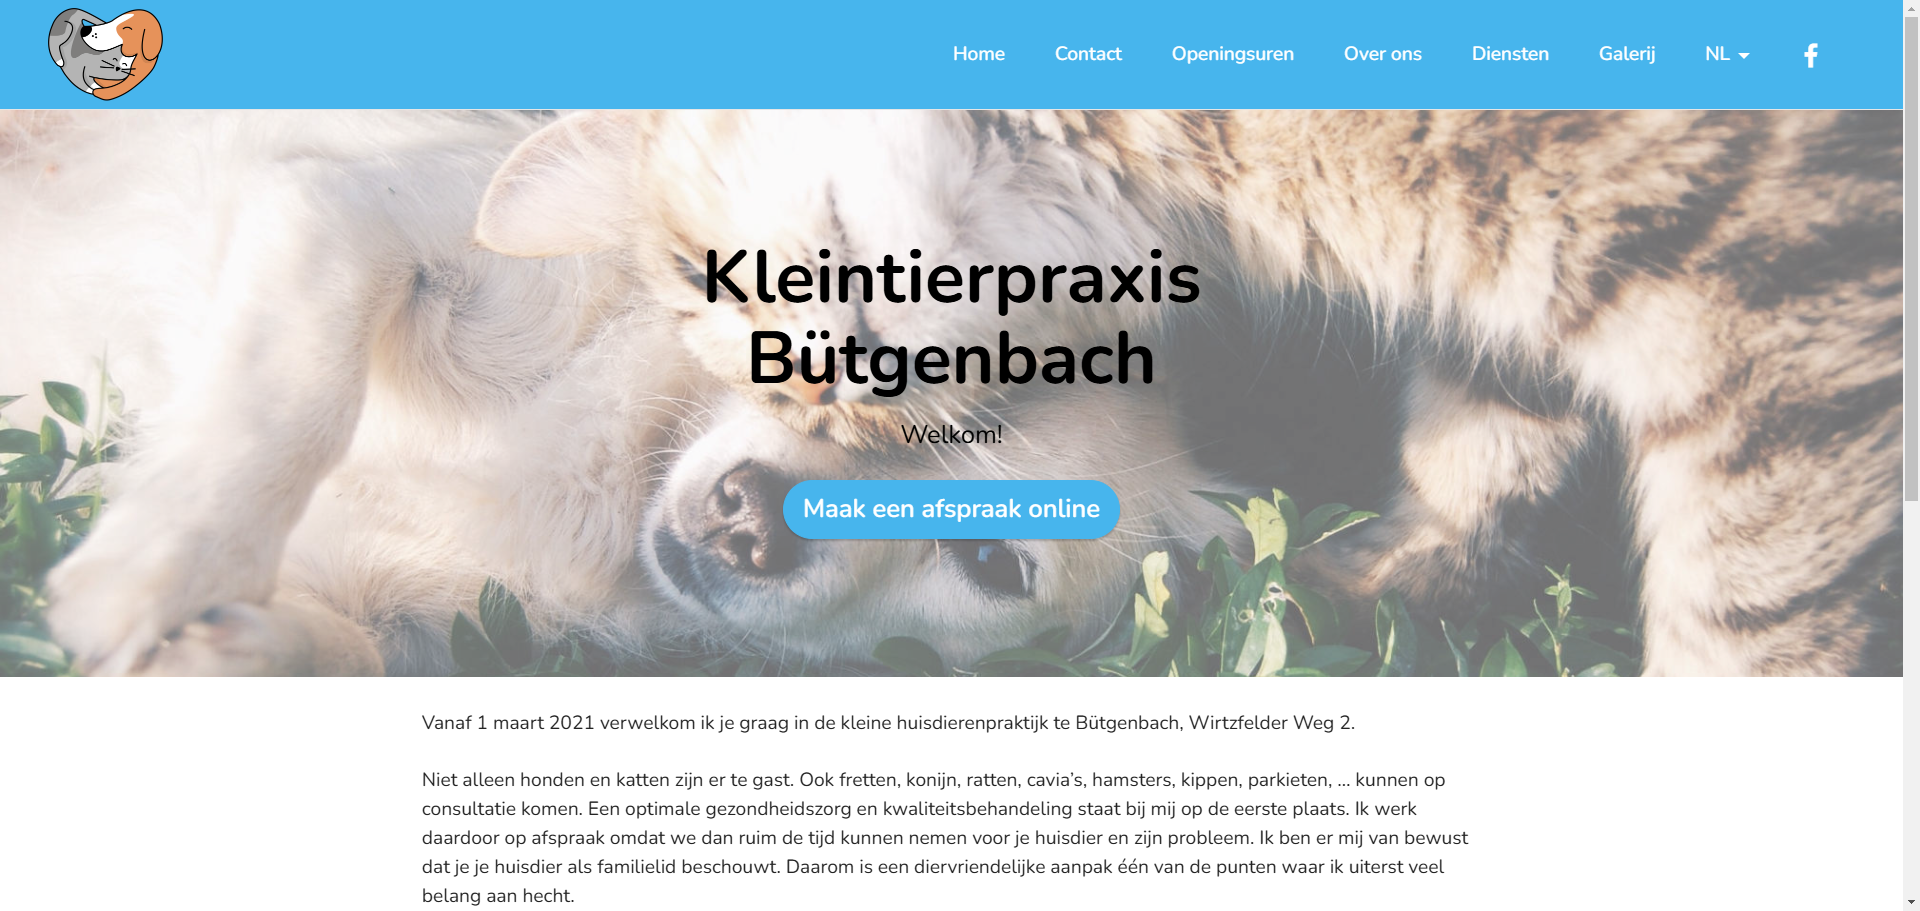 Home
Contact
Openingsuren
Over ons
Diensten
Galerij
NL
Kleintierpraxis
Bütgenbach
Welkom!
Maak een afspraak online
Vanaf 1 maart 2021 verwelkom ik je graag in de kleine huisdierenpraktijk te Bütgenbach, Wirtzfelder Weg 2.
Niet alleen honden en katten zijn er te gast. Ook fretten, konijn, ratten, cavia’s, hamsters, kippen, parkieten, ... kunnen op
consultatie komen. Een optimale gezondheidszorg en kwaliteitsbehandeling staat bij mij op de eerste plaats. Ik werk
daardoor op afspraak omdat we dan ruim de tijd kunnen nemen voor je huisdier en zijn probleem. Ik ben er mij van bewust
dat je je huisdier als familielid beschouwt. Daarom is een diervriendelijke aanpak één van de punten waar ik uiterst veel
belang aan hecht.